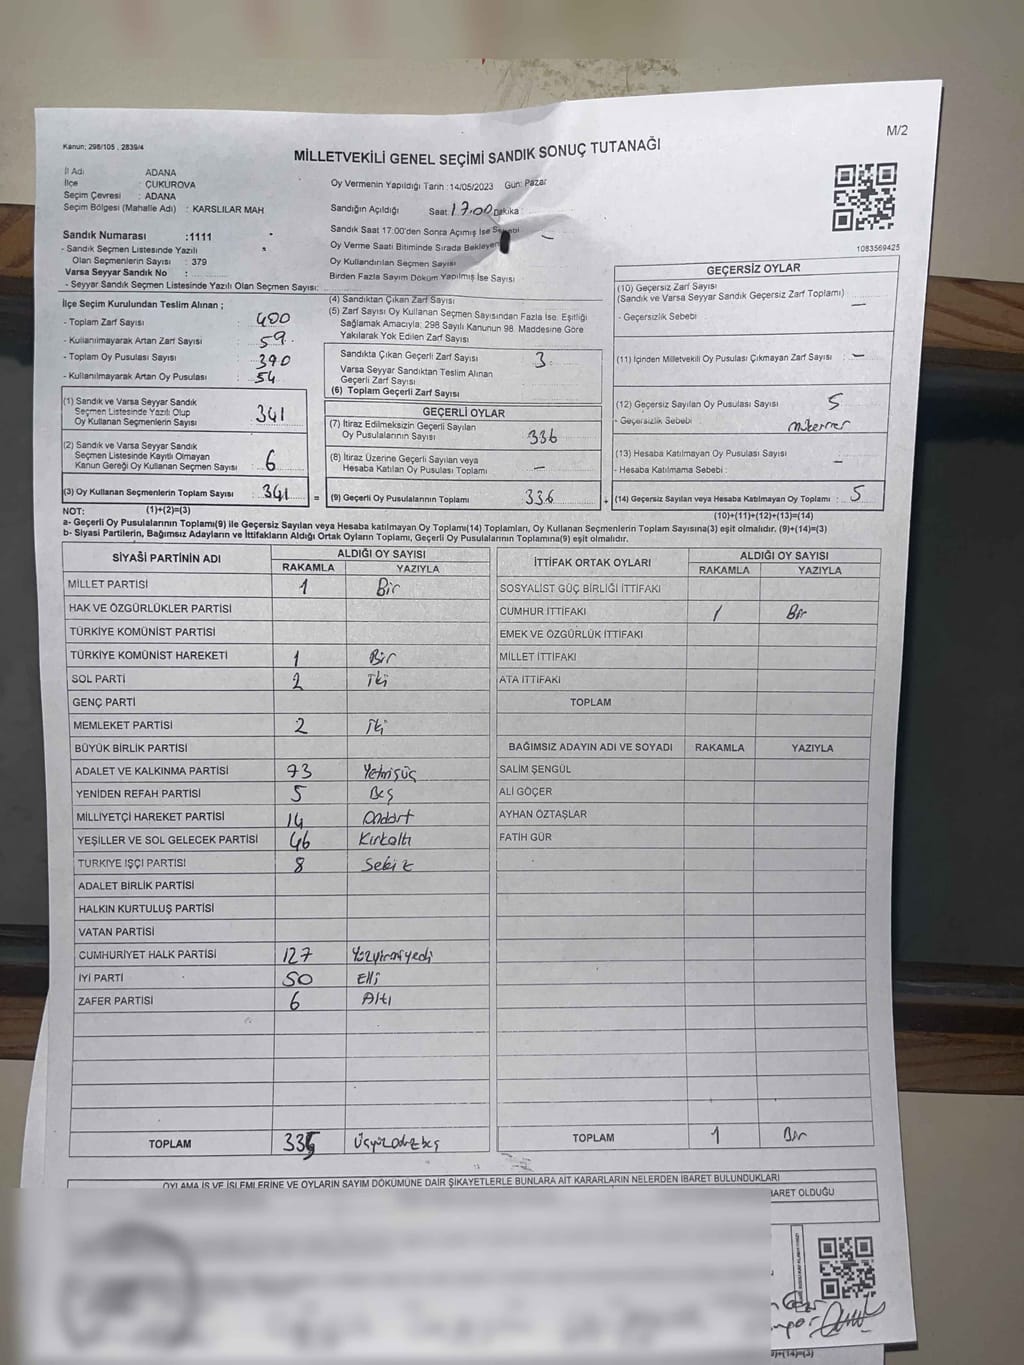 M/2
Kanun; 298/105 , 2839/4
MİLLETVEKİLİ GENEL SEÇİMİ SANDIK SONUÇ TUTANAĞI
İl Adı ADANA
İlçe : ÇUKUROVA
Seçim Çevresi : ADANA
Seçim Bölgesi (Mahalle Adı) : KARSLILAR MAH
Sandık Numarası :1111
- Sandık Seçmen Listesinde Yazılı
Olan Seçmenlerin Sayısı : 379
Varsa Seyyar Sandık No :
- Seyyar Sandık Seçmen Listesinde Yazılı Olan Seçmen Sayısı:
Oy Vermenin Yapıldığı Tarih :14/05/2023 Gün: Pazar
Sandığın Açıldığı Saat 17.00 Dakika
Sandık Saat 17:00'den Sonra Açımış İse Sebebi –
Oy Verme Saati Bitiminde Sırada Bekleyen
Oy Kullandırılan Seçmen Sayısı
Birden Fazla Sayım Döküm Yapılmış İse Sayısı
1083569425
İlçe Seçim Kurulundan Teslim Alınan ;
- Toplam Zarf Sayısı : 400
- Kullanılmayarak Artan Zarf Sayısı : 59
- Toplam Oy Pusulası Sayısı : 390
- Kullanılmayarak Artan Oy Pusulası : 54
(1) Sandık ve Varsa Seyyar Sandık
Seçmen Listesinde Yazılı Olup
Oy Kullanan Seçmenlerin Sayısı : 341
(2) Sandık ve Varsa Seyyar Sandık
Seçmen Listesinde Kayıtlı Olmayan
Kanun Gereği Oy Kullanan Seçmen Sayısı : 6
(3) Oy Kullanan Seçmenlerin Toplam Sayısı : 341
(1)+(2)=(3)
(4) Sandıktan Çıkan Zarf Sayısı
(5) Zarf Sayısı Oy Kullanan Seçmen Sayısından Fazla İse, Eşitliği
Sağlamak Amacıyla; 298 Sayılı Kanunun 98. Maddesine Göre
Yakılarak Yok Edilen Zarf Sayısı
Sandıkta Çıkan Geçerli Zarf Sayısı 3
Varsa Seyyar Sandıktan Teslim Alınan
Geçerli Zarf Sayısı
(6) Toplam Geçerli Zarf Sayısı
GEÇERLİ OYLAR
(7) İtiraz Edilmeksizin Geçerli Sayılan
Oy Pusulalarının Sayısı 336
(8) İtiraz Üzerine Geçerli Sayılan veya
Hesaba Katılan Oy Pusulası Toplamı –
= (9) Geçerli Oy Pusulalarının Toplamı 336
GEÇERSİZ OYLAR
(10) Geçersiz Zarf Sayısı
(Sandık ve Varsa Seyyar Sandık Geçersiz Zarf Toplamı) –
- Geçersizlik Sebebi :
(11) İçinden Milletvekili Oy Pusulası Çıkmayan Zarf Sayısı : –
(12) Geçersiz Sayılan Oy Pusulası Sayısı : 5
- Geçersizlik Sebebi : mükerrer
(13) Hesaba Katılmayan Oy Pusulası Sayısı : –
- Hesaba Katılmama Sebebi :
+ (14) Geçersiz Sayılan veya Hesaba Katılmayan Oy Toplamı : 5
(10)+(11)+(12)+(13)=(14)
NOT:
a- Geçerli Oy Pusulalarının Toplamı(9) ile Geçersiz Sayılan veya Hesaba katılmayan Oy Toplamı(14) Toplamları, Oy Kullanan Seçmenlerin Toplam Sayısına(3) eşit olmalıdır. (9)+(14)=(3)
b- Siyasi Partilerin, Bağımsız Adayların ve İttifakların Aldığı Ortak Oyların Toplamı, Geçerli Oy Pusulalarının Toplamına(9) eşit olmalıdır.
SİYASİ PARTİNİN ADI ALDIĞI OY SAYISI
RAKAMLA YAZIYLA
MİLLET PARTİSİ 1 Bir
HAK VE ÖZGÜRLÜKLER PARTİSİ
TÜRKİYE KOMÜNİST PARTİSİ
TÜRKİYE KOMÜNİST HAREKETİ 1 Bir
SOL PARTİ 2 İki
GENÇ PARTİ
MEMLEKET PARTİSİ 2 İki
BÜYÜK BİRLİK PARTİSİ
ADALET VE KALKINMA PARTİSİ 73 Yetmişüç
YENİDEN REFAH PARTİSİ 5 Beş
MİLLİYETÇİ HAREKET PARTİSİ 14 Ondört
YEŞİLLER VE SOL GELECEK PARTİSİ 46 Kırkaltı
TÜRKİYE İŞÇİ PARTİSİ 8 Sekiz
ADALET BİRLİK PARTİSİ
HALKIN KURTULUŞ PARTİSİ
VATAN PARTİSİ
CUMHURİYET HALK PARTİSİ 127 Yüzyirmiyedi
İYİ PARTİ 50 Elli
ZAFER PARTİSİ 6 Altı
TOPLAM 335 Üçyüzotuzbeş
İTTİFAK ORTAK OYLARI ALDIĞI OY SAYISI
RAKAMLA YAZIYLA
SOSYALİST GÜÇ BİRLİĞİ İTTİFAKI
CUMHUR İTTİFAKI 1 Bir
EMEK VE ÖZGÜRLÜK İTTİFAKI
MİLLET İTTİFAKI
ATA İTTİFAKI
TOPLAM
BAĞIMSIZ ADAYIN ADI VE SOYADI RAKAMLA YAZIYLA
SALİM ŞENGÜL
ALİ GÖÇER
AYHAN ÖZTAŞLAR
FATİH GÜR
TOPLAM 1 Bir
OYLAMA İŞ VE İŞLEMLERİNE VE OYLARIN SAYIM DÖKÜMÜNE DAİR ŞİKAYETLERLE BUNLARA AİT KARARLARIN NELERDEN İBARET BULUNDUKLARI
BARET OLDUĞU
)+(14)=(3)